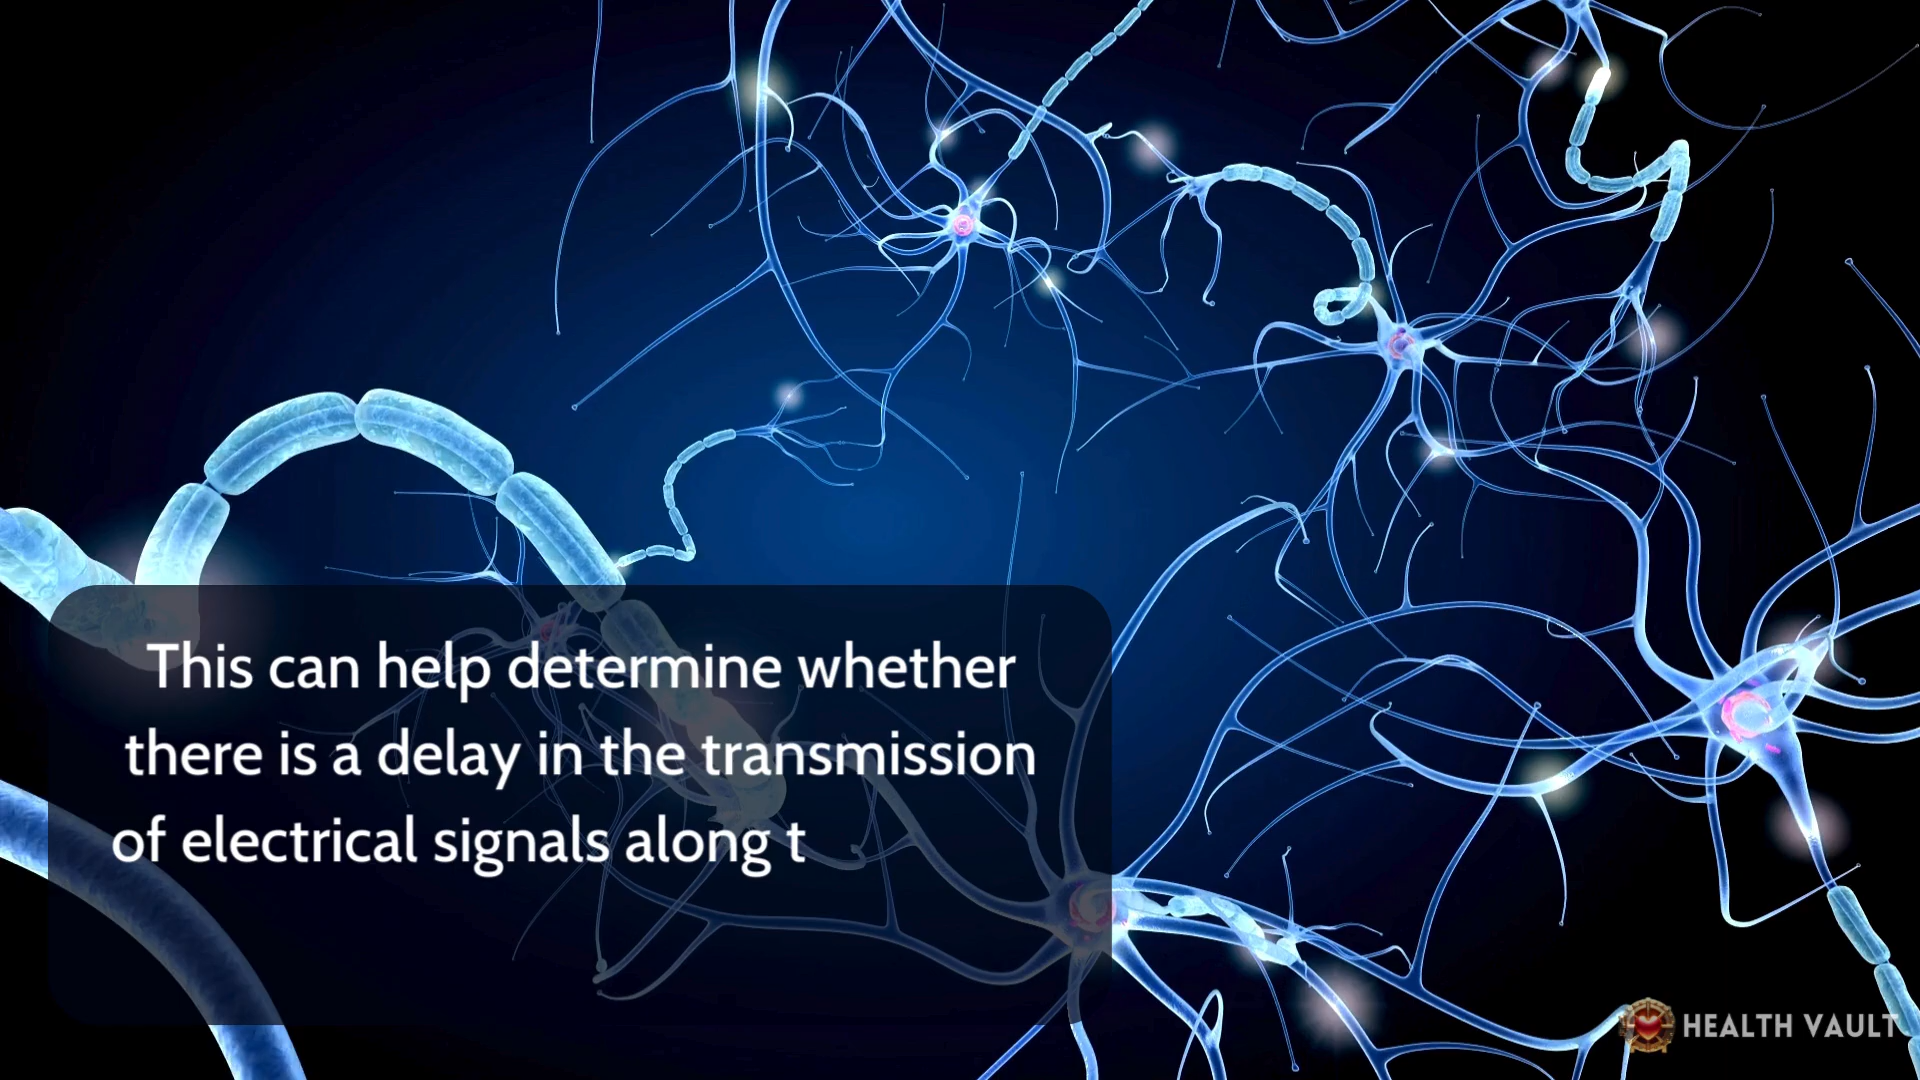 This can help determine whether
there is a delay in the transmission
of electrical signals along t
HEALTH VAULT